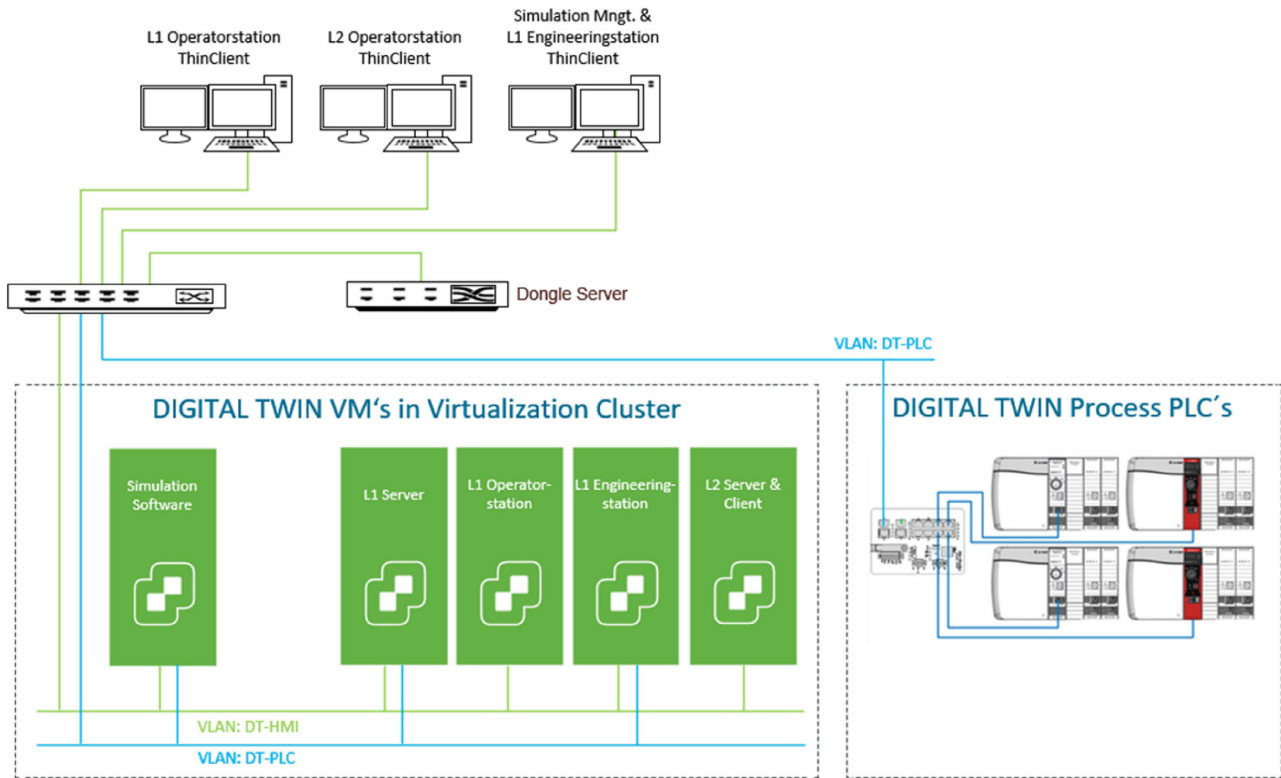 Simulation Mngt. &
L1 Operatorstation
ThinClient
L2 Operatorstation
ThinClient
L1 Engineeringstation
ThinClient
Dongle Server
VLAN: DT-PLC
DIGITAL TWIN VM‘s in Virtualization Cluster
DIGITAL TWIN Process PLC´s
Simulation
Software
L1 Server
L1 Operator-
station
L1 Engineering-
station
L2 Server &
Client
VLAN: DT-HMI
VLAN: DT-PLC